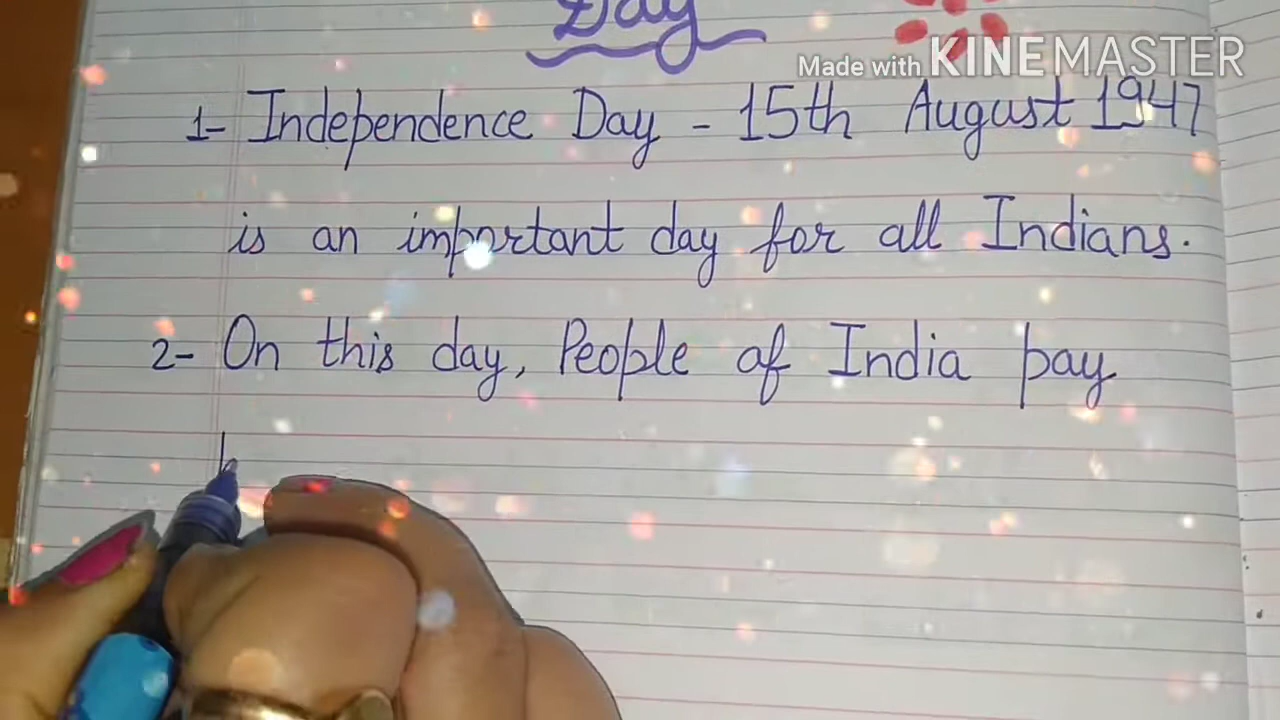 Day
Made with KINEMASTER
1- Independence Day - 15th August 1947
is an important day for all Indians.
2- On this day, People of India pay
h